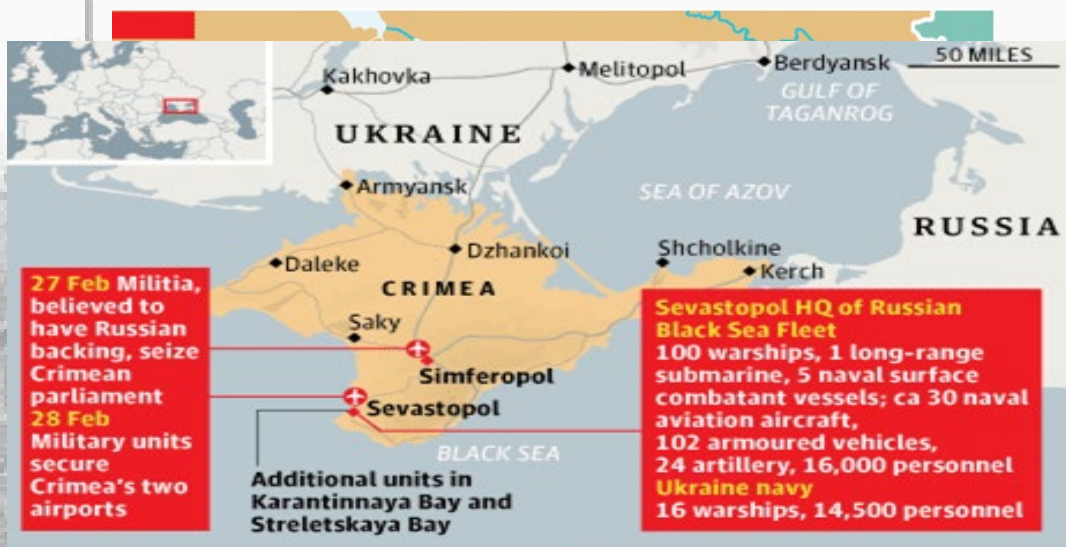 Kakhovka
Melitopol
Berdyansk
50 MILES
GULF OF
TAGANROG
UKRAINE
Armyansk
SEA OF AZOV
RUSSIA
Dzhankoi
Shcholkine
Daleke
Kerch
CRIMEA
27 Feb Militia,
believed to
have Russian
backing, seize
Crimean
parliament
28 Feb
Military units
secure
Crimea's two
airports
Saky
Simferopol
Sevastopol
BLACK SEA
Additional units in
Karantinnaya Bay and
Streletskaya Bay
Sevastopol HQ of Russian
Black Sea Fleet
100 warships, 1 long-range
submarine, 5 naval surface
combatant vessels; ca 30 naval
aviation aircraft,
102 armoured vehicles,
24 artillery, 16,000 personnel
Ukraine navy
16 warships, 14,500 personnel